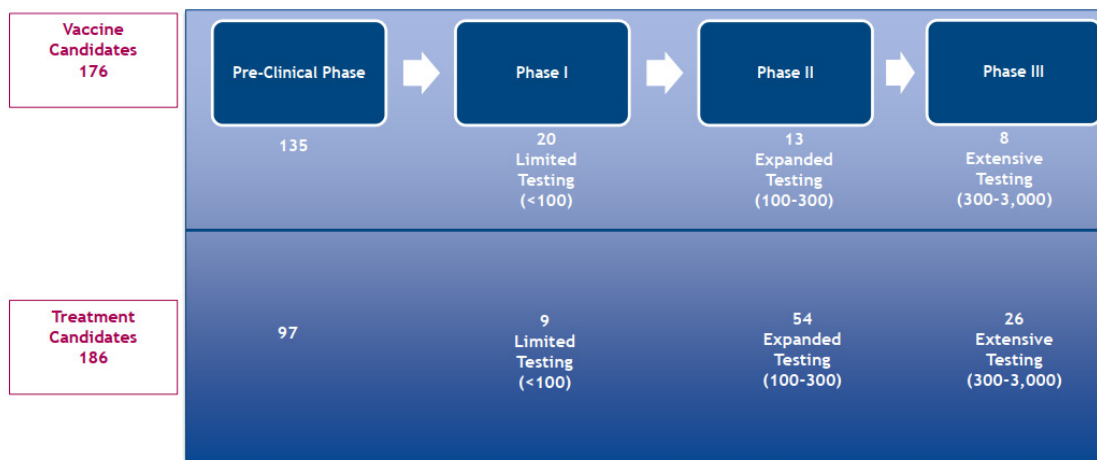 Vaccine
Candidates
176
Pre-Clinical Phase
Phase I
Phase II
Phase III
135
20
Limited
Testing
(<100)
13
Expanded
Testing
(100-300)
8
Extensive
Testing
(300-3,000)
Treatment
Candidates
186
97
9
Limited
Testing
(<100)
54
Expanded
Testing
(100-300)
26
Extensive
Testing
(300-3,000)